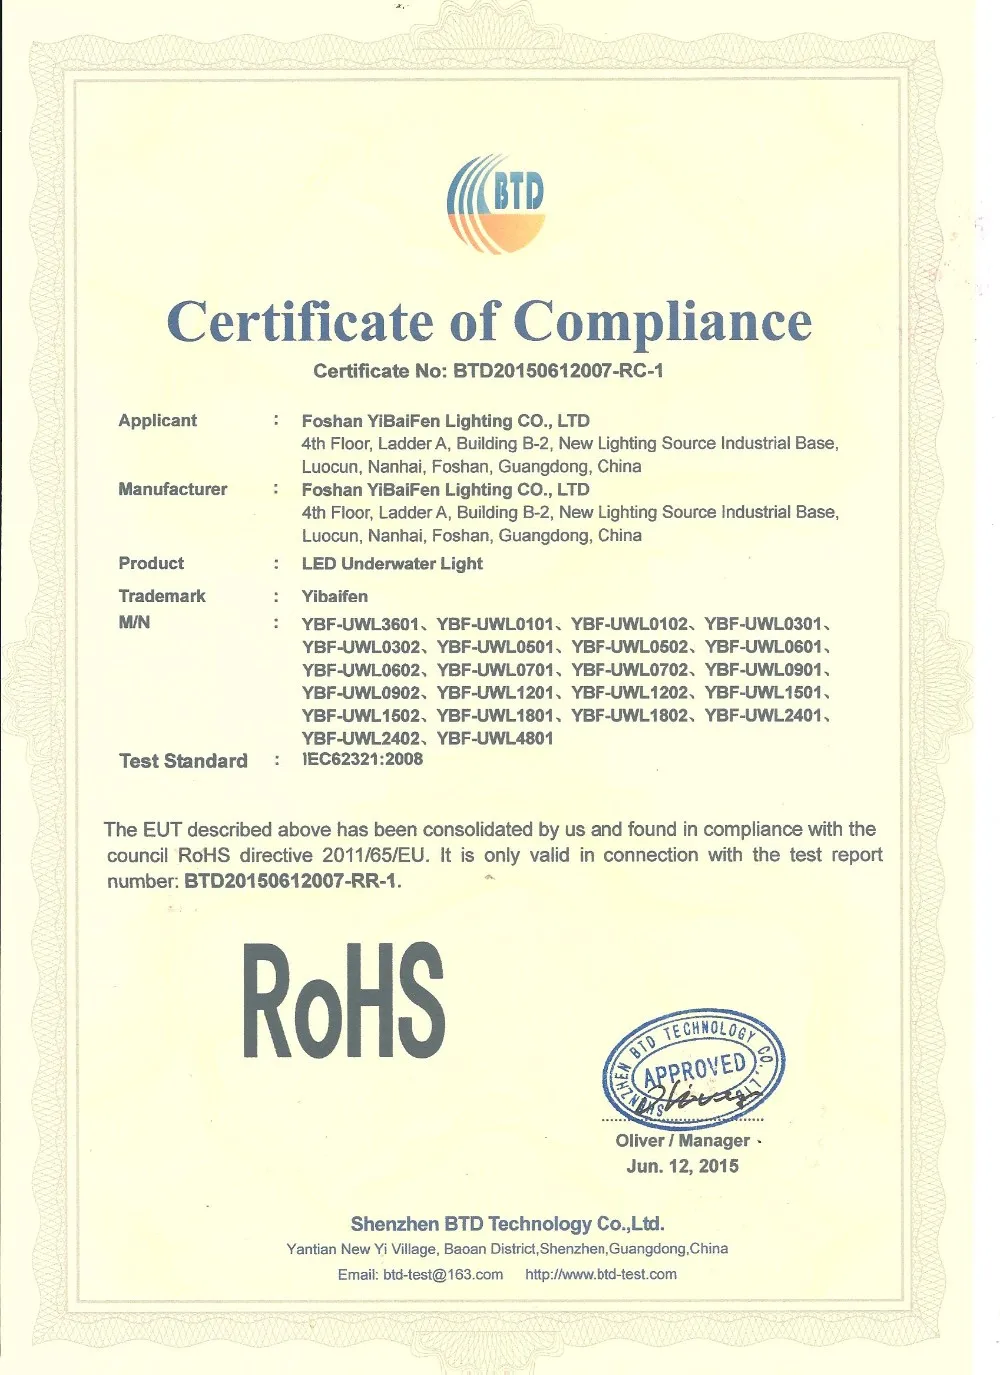 BTD
Certificate of Compliance
Certificate No: BTD20150612007-RC-1
Applicant : Foshan YiBaiFen Lighting CO., LTD
4th Floor, Ladder A, Building B-2, New Lighting Source Industrial Base,
Luocun, Nanhai, Foshan, Guangdong, China
Manufacturer : Foshan YiBaiFen Lighting CO., LTD
4th Floor, Ladder A, Building B-2, New Lighting Source Industrial Base,
Luocun, Nanhai, Foshan, Guangdong, China
Product : LED Underwater Light
Trademark : Yibaifen
M/N : YBF-UWL3601、YBF-UWL0101、YBF-UWL0102、YBF-UWL0301、
YBF-UWL0302、YBF-UWL0501、YBF-UWL0502、YBF-UWL0601、
YBF-UWL0602、YBF-UWL0701、YBF-UWL0702、YBF-UWL0901、
YBF-UWL0902、YBF-UWL1201、YBF-UWL1202、YBF-UWL1501、
YBF-UWL1502、YBF-UWL1801、YBF-UWL1802、YBF-UWL2401、
YBF-UWL2402、YBF-UWL4801
Test Standard : IEC62321:2008
The EUT described above has been consolidated by us and found in compliance with the
council RoHS directive 2011/65/EU. It is only valid in connection with the test report
number: BTD20150612007-RR-1.
RoHS
SHENZHEN BTD TECHNOLOGY CO., LTD
APPROVED
Oliver / Manager
Jun. 12, 2015
Shenzhen BTD Technology Co.,Ltd.
Yantian New Yi Village, Baoan District,Shenzhen,Guangdong,China
Email: btd-test@163.com http://www.btd-test.com